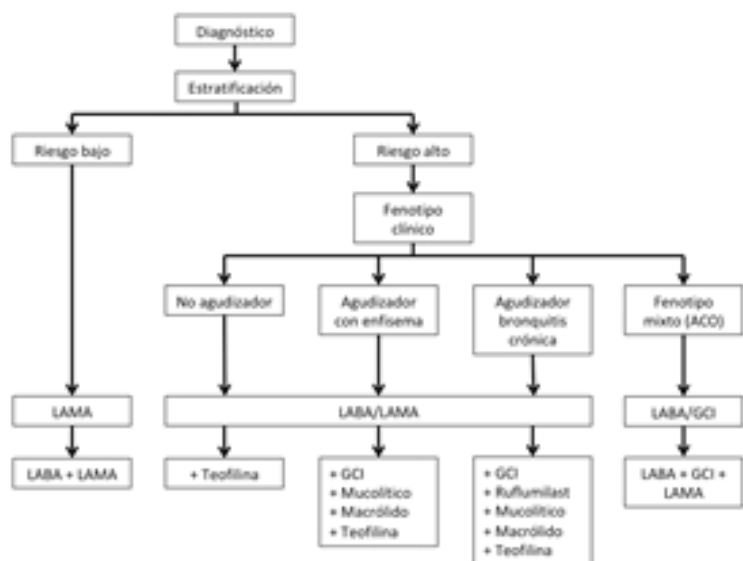 Diagnóstico
Estratificación
Riesgo bajo
Riesgo alto
Fenotipo
clínico
No agudizador
Agudizador
con enfisema
Agudizador
bronquitis
crónica
Fenotipo
mixto (ACO)
LAMA
LABA/LAMA
LABA/GCI
LABA + LAMA
+ Teofilina
+ GCI
+ Mucolítico
+ Macrólido
+ Teofilina
+ GCI
+ Ruflumilast
+ Mucolítico
+ Macrólido
+ Teofilina
LABA + GCI +
LAMA